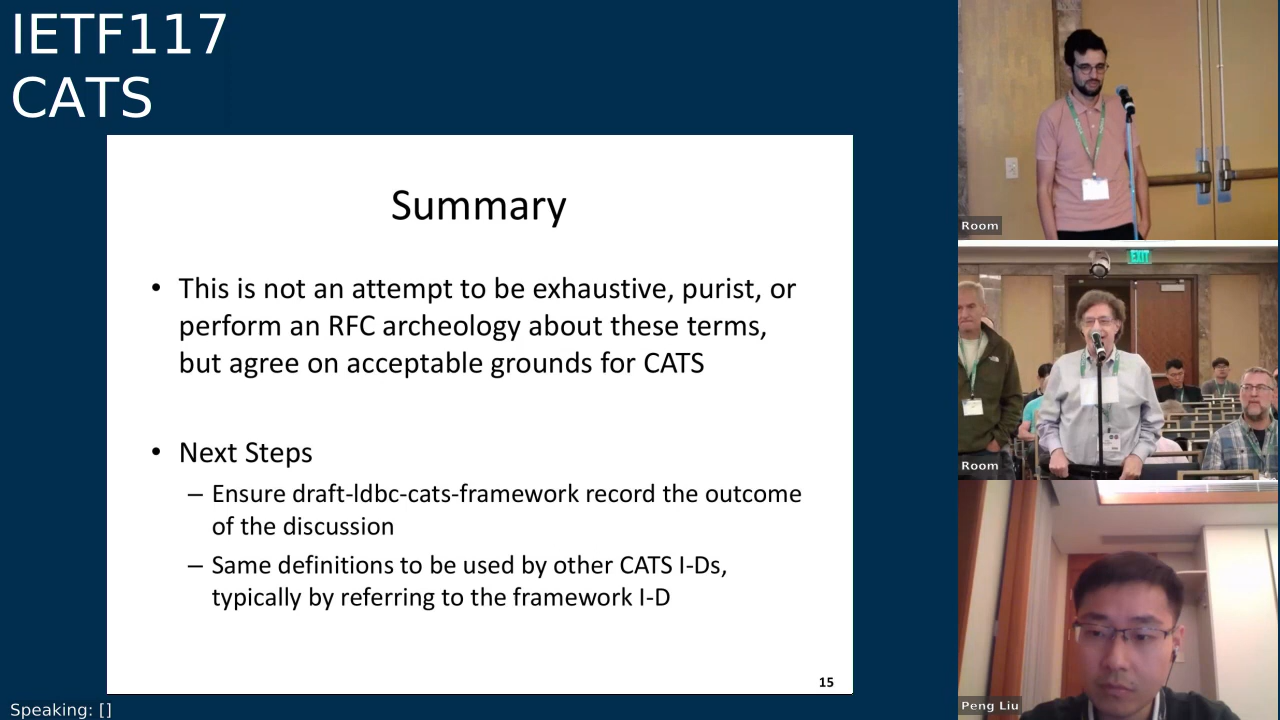 IETF117
CATS
Summary
• This is not an attempt to be exhaustive, purist, or
perform an RFC archeology about these terms,
but agree on acceptable grounds for CATS
• Next Steps
– Ensure draft-ldbc-cats-framework record the outcome
of the discussion
– Same definitions to be used by other CATS I-Ds,
typically by referring to the framework I-D
15
Speaking: []
Room
EXIT
Room
Peng Liu